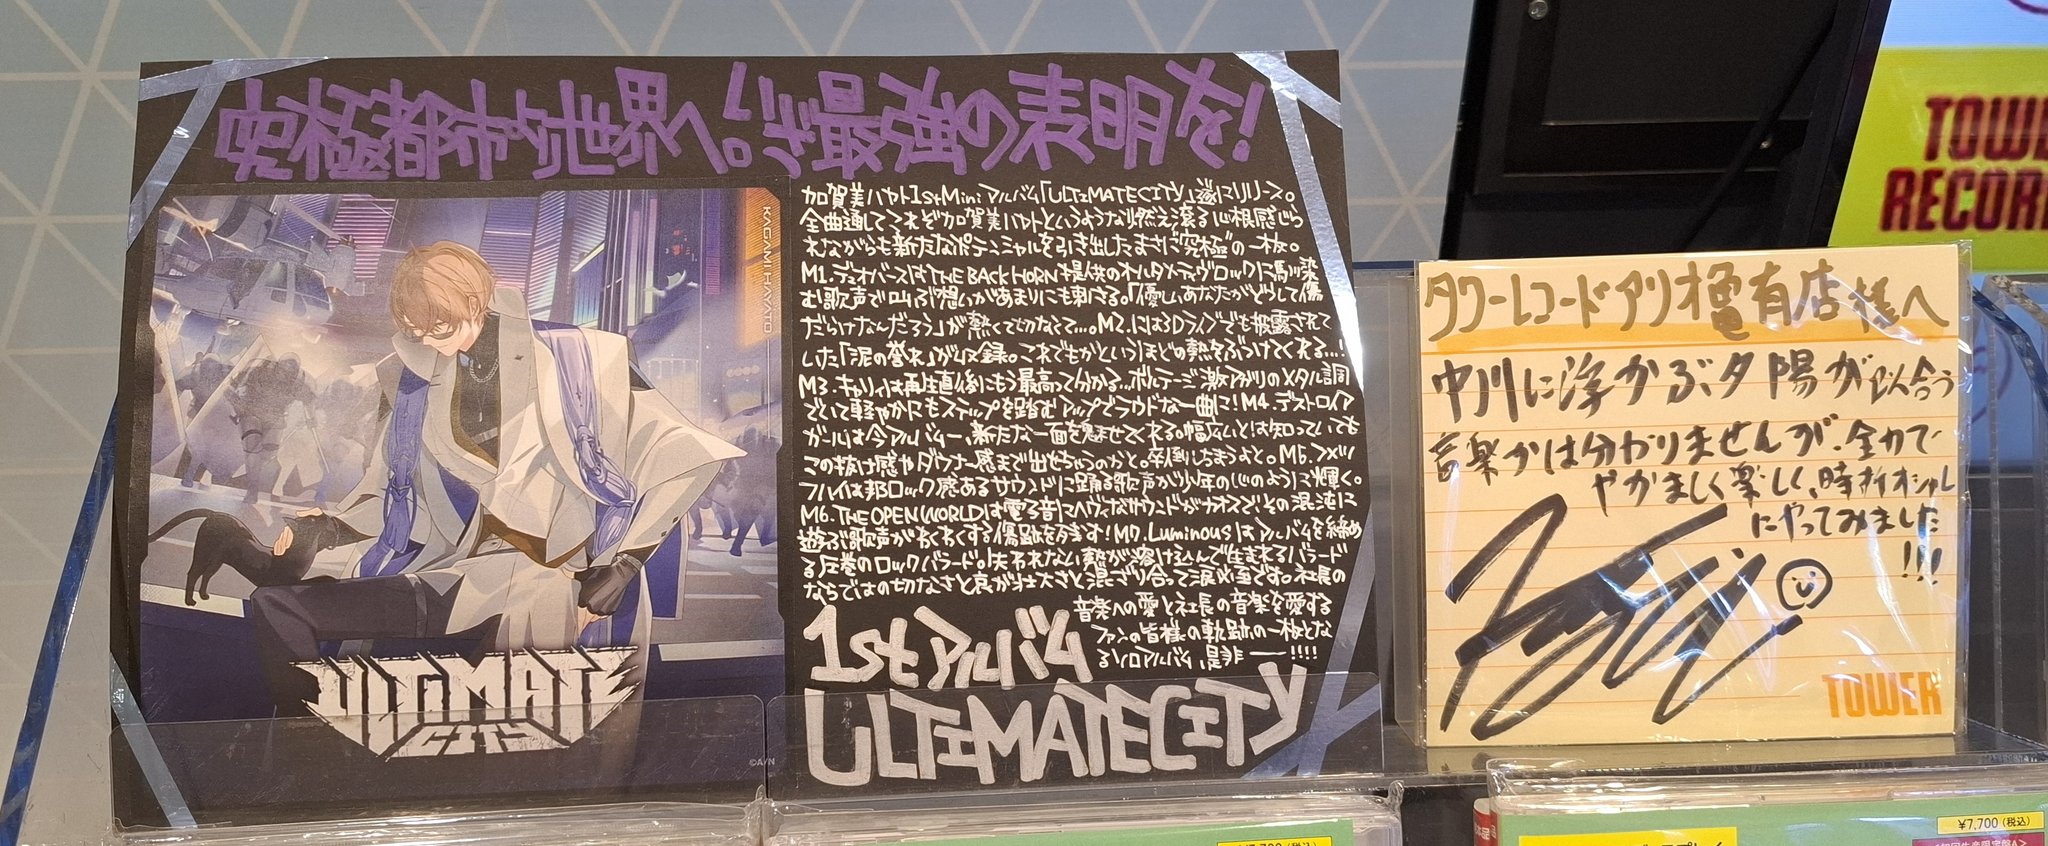 究極都市から世界へ。いざ最強の表明を!
KAGAMI HAYATO
ULTIMATE
CITY
©A/N
加賀美ハヤト1stMiniアルバム「ULTIMATECITY」遂にリリース。
全曲通してこれぞ加賀美ハヤトというような燃え滾る心根感じら
れながらも新たなポテンシャルを引き出したまさに"究極"の一枚。
M1.ディオバースはTHE BACK HORN提供のオルタナティヴロックに馬川染
む歌声で叫ぶ想いがあまりにも刺さる。「優しいあなたがどうして傷
だらけなんだろう」が熱くて切なくて…。M2.には3Dライブでも披露されて
した「泥の誉れ」が収録。これでもかというほどの熱をぶつけてくれる…!
M3.キャリィは再生直後にもう最高って分かる…ボルテージ激アガリのメタル調
でいて軽やかにもステップを踏むアップでラウドな一曲に!M4.デストロイア
ガールは今アルバム一、新たな一面を魅せてくれる。幅広いとは知っていても
この抜け感やダウナー感まで出せちゃうのかと。卒倒しちまうよと。M5.
フハイは邦ロック感あるサウンドに踊る歌声が少年の心のように輝く。
M6.THE OPEN WORLDは電子音にヘヴィなサウンドがカオスで、その混沌に
遊ぶ歌声がわくわくする傷跡を残す!M7.Luminousはアルバムを締め
る圧巻のロックバラード。失われない熱が溶け込んで生まれるバラード
ならではの切なさと哀が壮大さと混ざり合って涙必至です。社長の
音楽への愛と社長の音楽を愛する
ファンの皆様の軌跡の一枚とな
るソロアルバム、是非——!!!!
1stアルバム
ULTIMATECITY
タワーレコードアリオ亀有店様へ
中川に浮かぶ夕陽が似合う
音楽かは分かりませんが、全力で
やかましく楽しく、時折オシャレ
にやってみました
!!!
TOWER
TOWER
RECOR
¥7,700(税込)
<初回生産限定盤A>